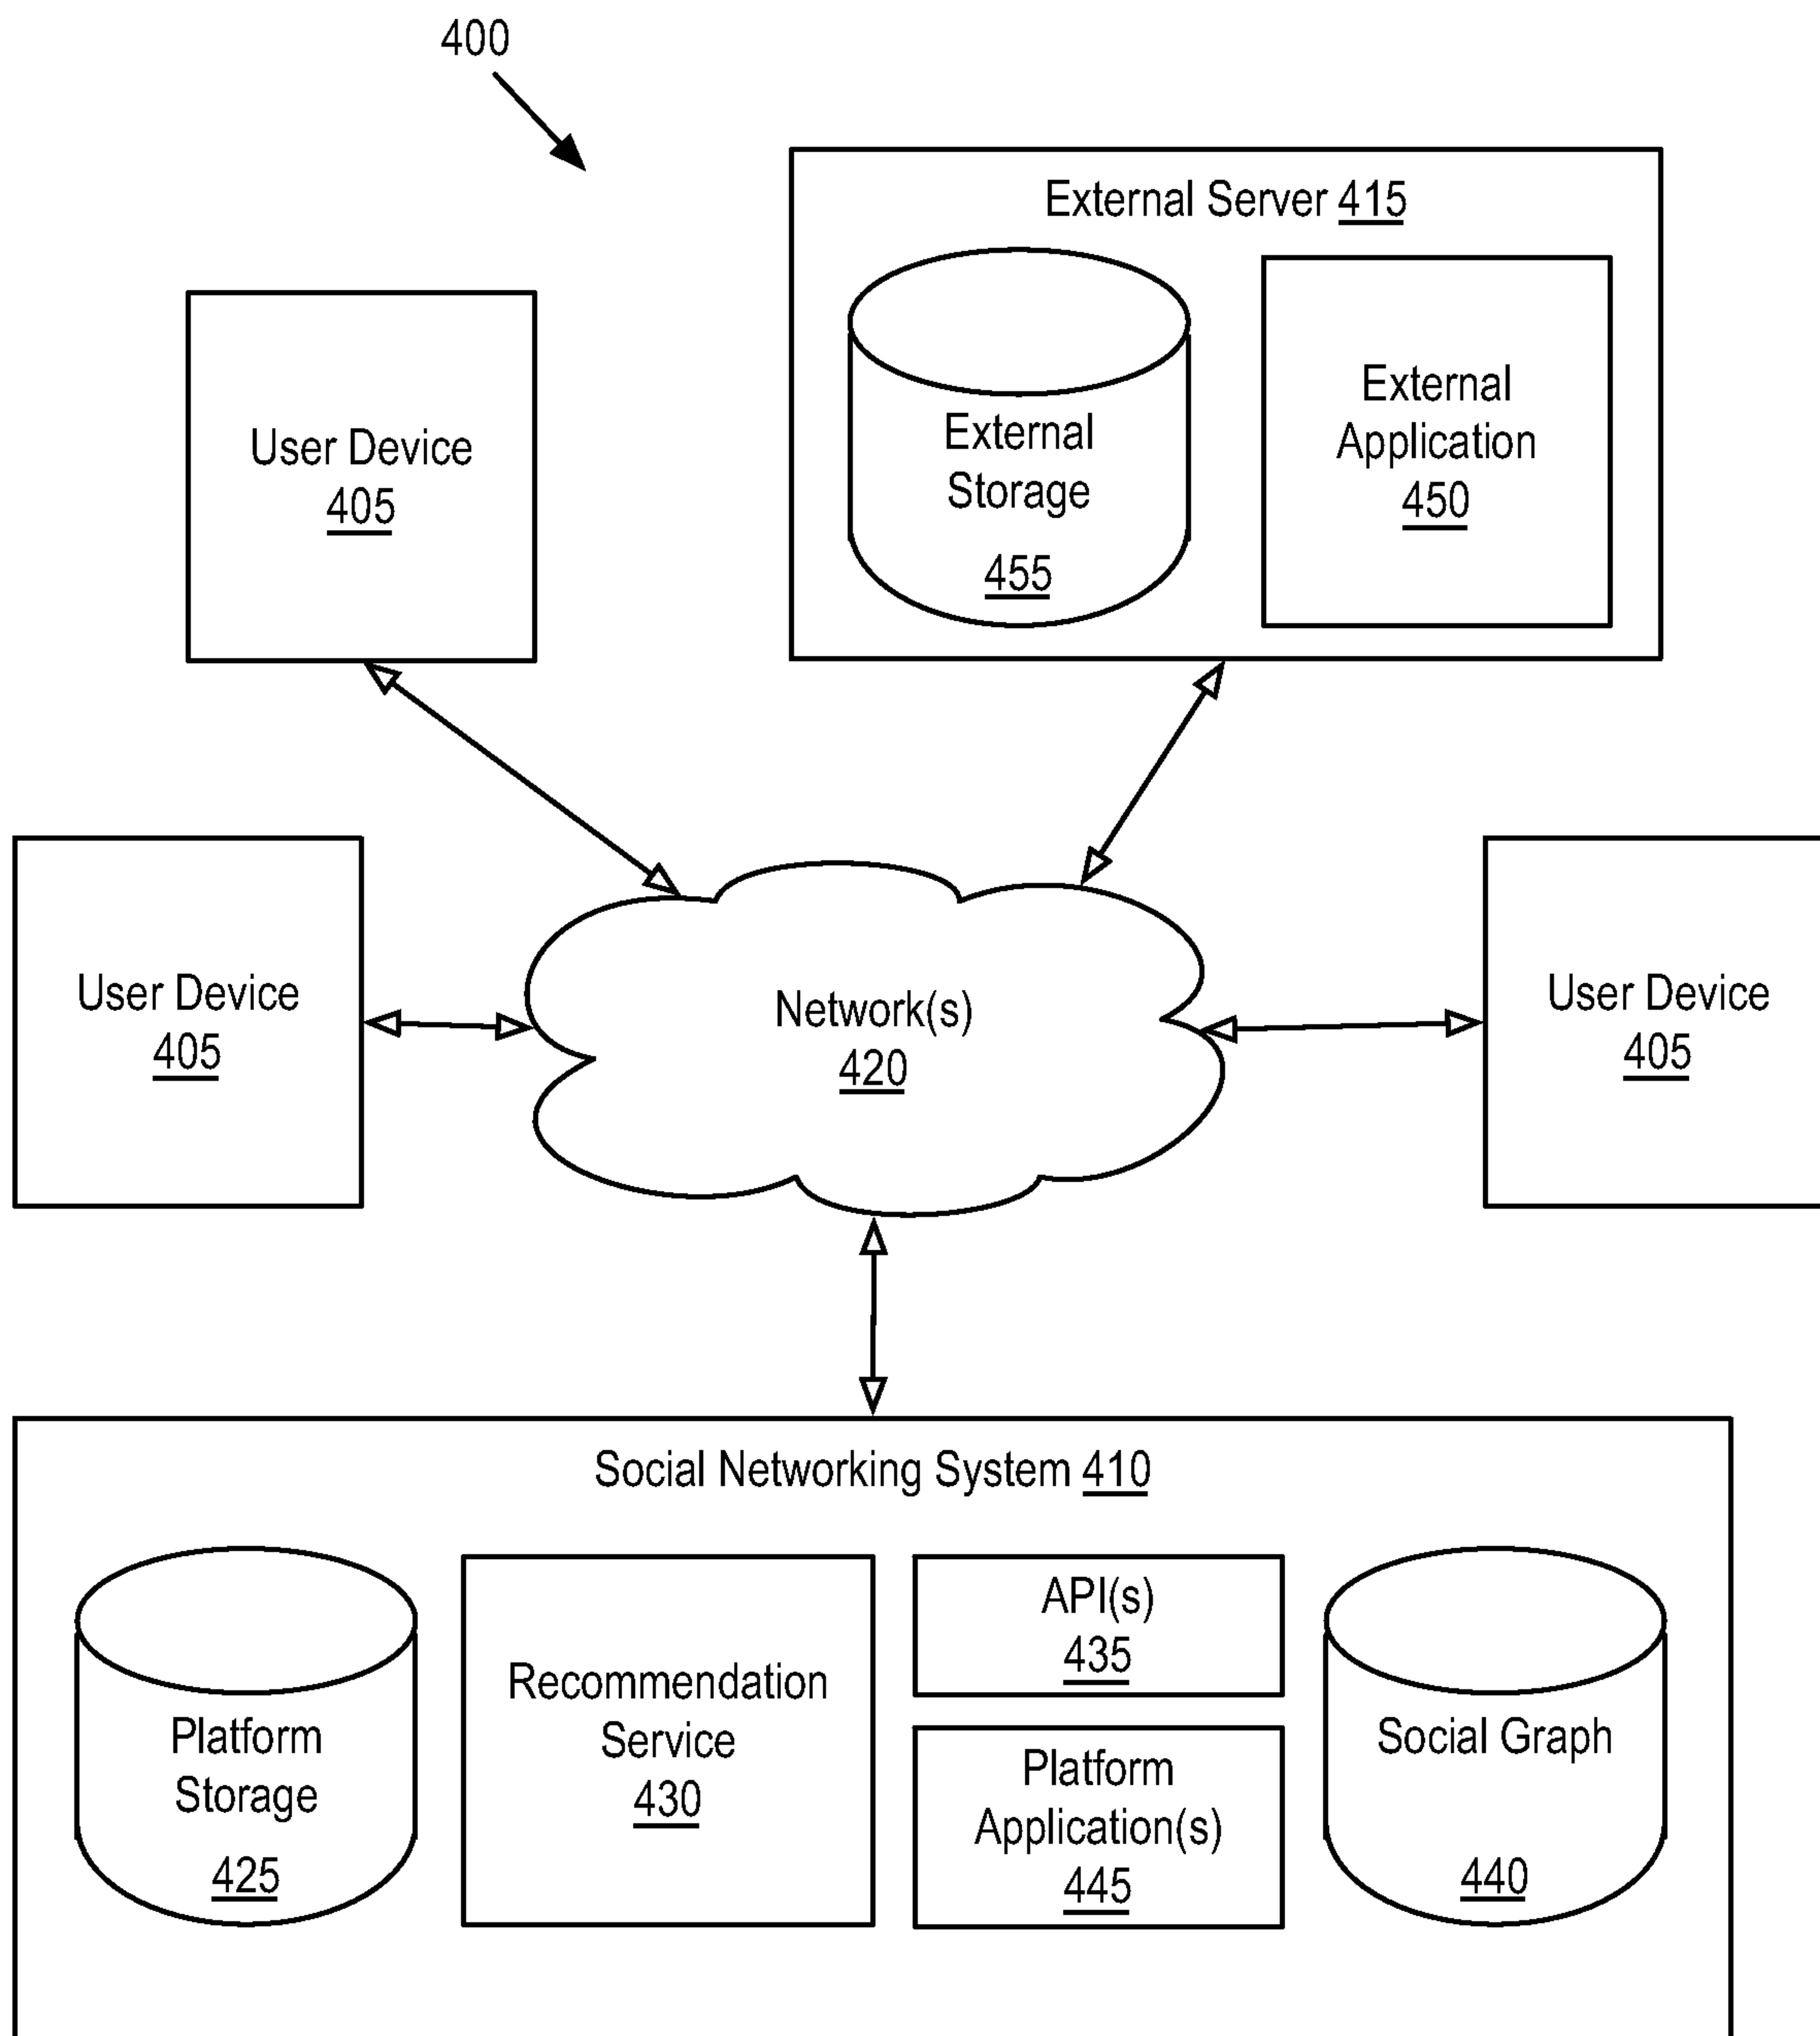 400
External Server 415
External
Storage
455
External
Application
450
User Device
405
User Device
405
Network(s)
420
User Device
405
Social Networking System 410
Platform
Storage
425
Recommendation
Service
430
API(s)
435
Platform
Application(s)
445
Social Graph
440